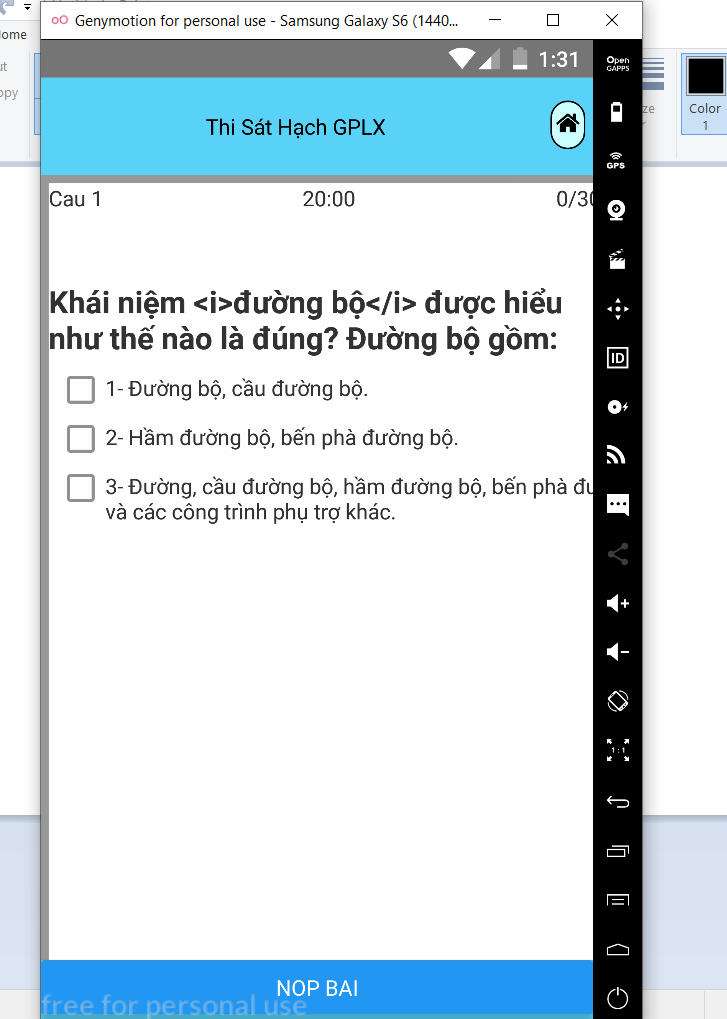 Genymotion for personal use - Samsung Galaxy S6 (1440...
ome
1:31
Open
GAPPS
Color
1
Thi Sát Hạch GPLX
GPS
Cau 1 20:00 0/30
Khái niệm <i>đường bộ</i> được hiểu
như thế nào là đúng? Đường bộ gồm:
1- Đường bộ, cầu đường bộ.
2- Hầm đường bộ, bến phà đường bộ.
3- Đường, cầu đường bộ, hầm đường bộ, bến phà đư
và các công trình phụ trợ khác.
ID
1:1
NOP BAI
free for personal use